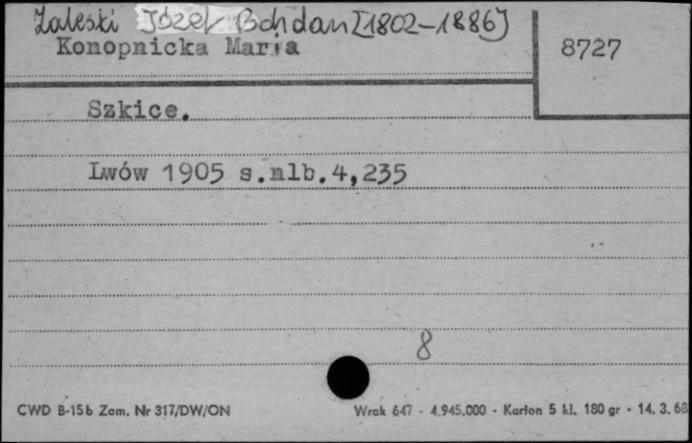 Zaleski Józef Bohdan [1802-1886]
Konopnicka Maria
8727
Szkice.
Lwów 1905 s.nlb.4,235
8
CWD B-15b Zam. Nr 317/DW/ON
Wrak 647 - 4.945.000 - Karton 5 kl. 180 gr - 14. 3. 68